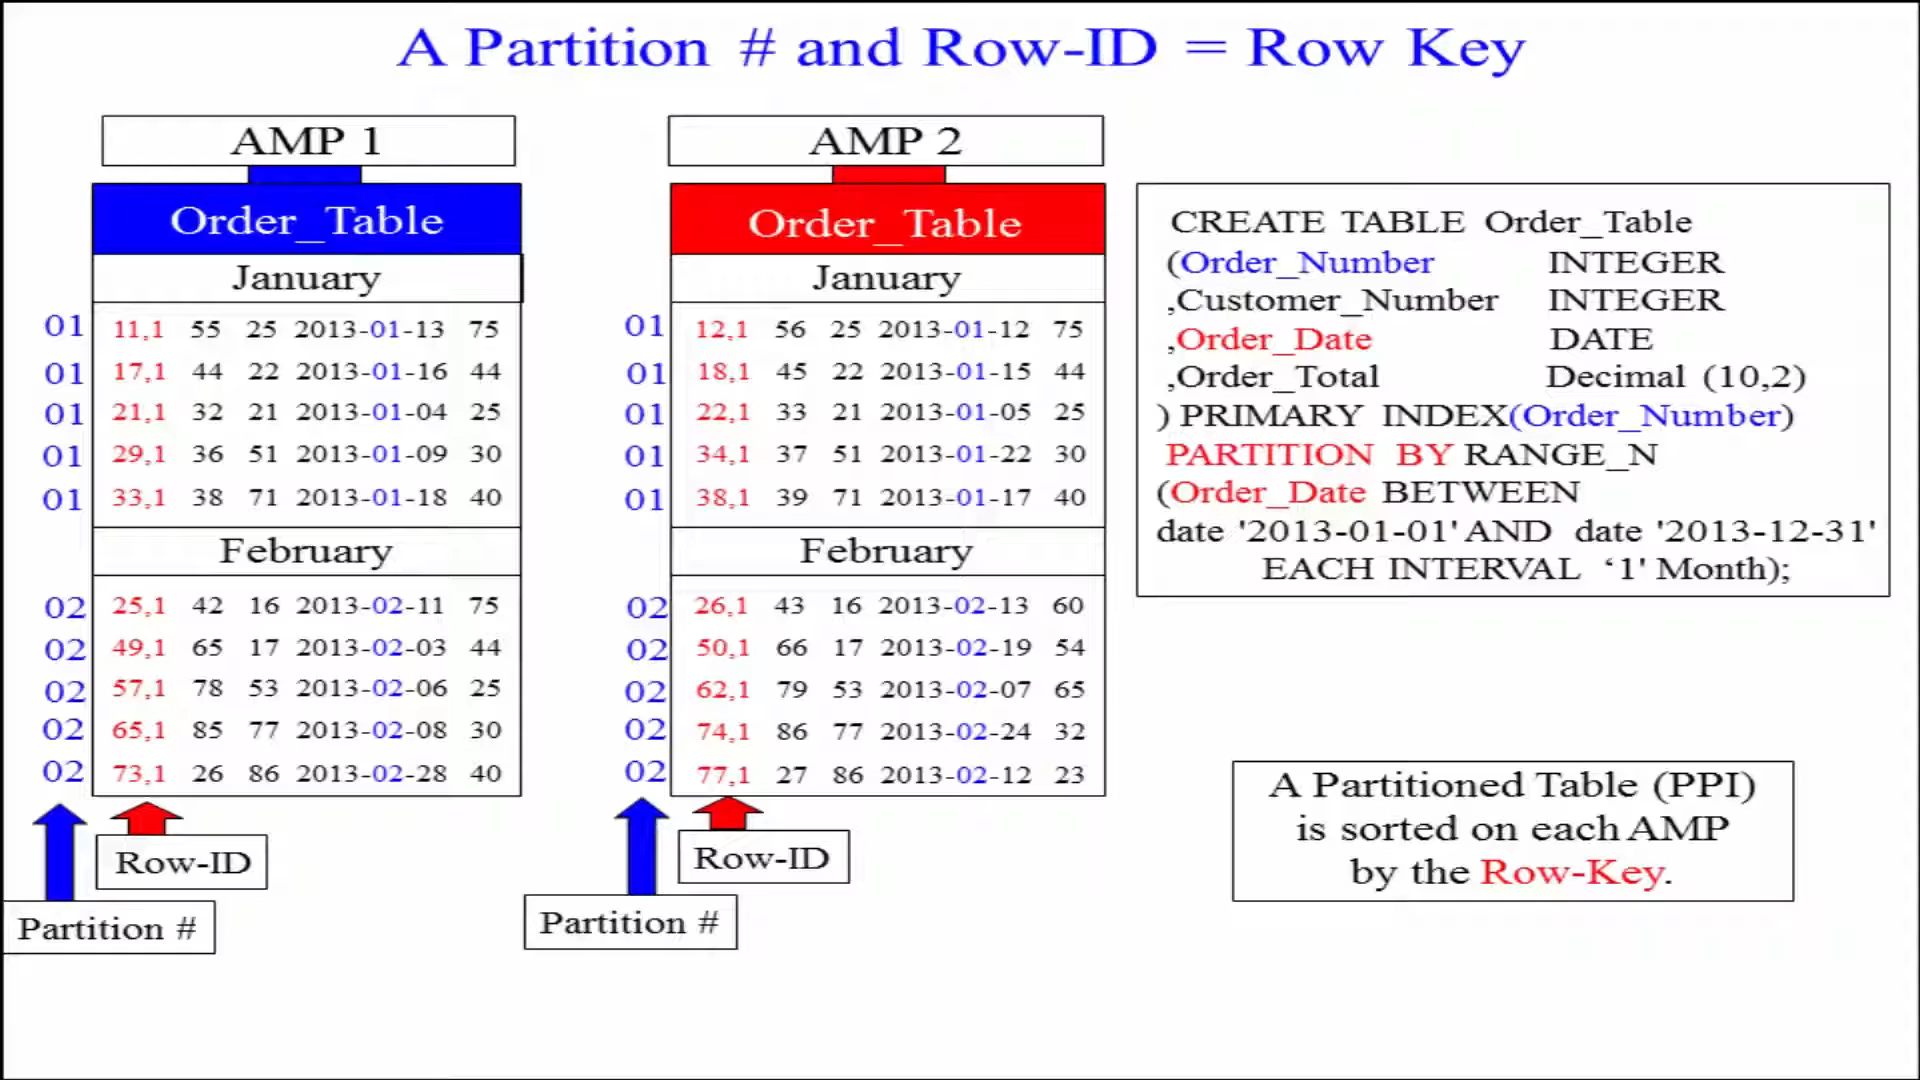 A Partition # and Row-ID = Row Key
AMP 1
Order_Table
January
01 11,1 55 25 2013-01-13 75
01 17,1 44 22 2013-01-16 44
01 21,1 32 21 2013-01-04 25
01 29,1 36 51 2013-01-09 30
01 33,1 38 71 2013-01-18 40
February
02 25,1 42 16 2013-02-11 75
02 49,1 65 17 2013-02-03 44
02 57,1 78 53 2013-02-06 25
02 65,1 85 77 2013-02-08 30
02 73,1 26 86 2013-02-28 40
Row-ID
Partition #
AMP 2
Order_Table
January
01 12,1 56 25 2013-01-12 75
01 18,1 45 22 2013-01-15 44
01 22,1 33 21 2013-01-05 25
01 34,1 37 51 2013-01-22 30
01 38,1 39 71 2013-01-17 40
February
02 26,1 43 16 2013-02-13 60
02 50,1 66 17 2013-02-19 54
02 62,1 79 53 2013-02-07 65
02 74,1 86 77 2013-02-24 32
02 77,1 27 86 2013-02-12 23
Row-ID
Partition #
CREATE TABLE Order_Table
(Order_Number INTEGER
,Customer_Number INTEGER
,Order_Date DATE
,Order_Total Decimal (10,2)
) PRIMARY INDEX(Order_Number)
PARTITION BY RANGE_N
(Order_Date BETWEEN
date '2013-01-01' AND date '2013-12-31'
EACH INTERVAL ‘1' Month);
A Partitioned Table (PPI)
is sorted on each AMP
by the Row-Key.